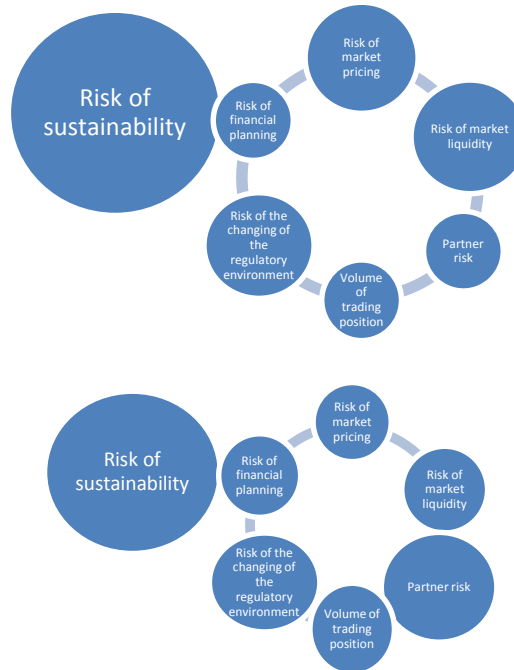 Risk of
sustainability
Risk of
financial
planning
Risk of
market
pricing
Risk of market
liquidity
Partner
risk
Volume
of
trading
position
Risk of the
changing of
the
regulatory
environment
Risk of
sustainability
Risk of
financial
planning
Risk of
market
pricing
Risk of
market
liquidity
Partner risk
Volume of
trading
position
Risk of the
changing of
the
regulatory
environment